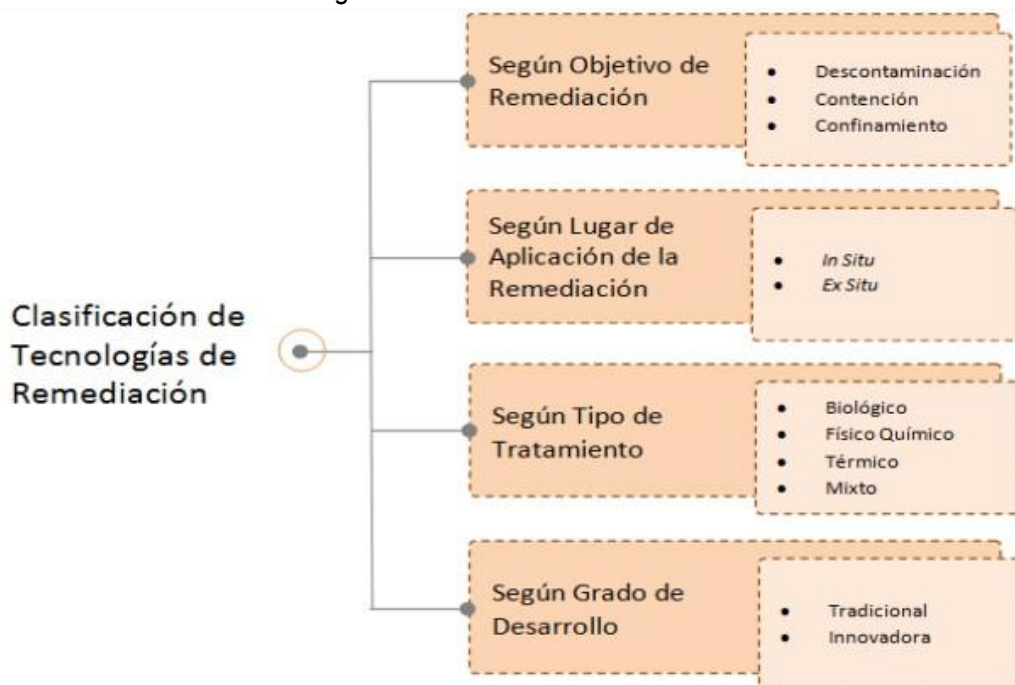 Clasificación de
Tecnologías de
Remediación
Según Objetivo de
Remediación
• Descontaminación
• Contención
• Confinamiento
Según Lugar de
Aplicación de la
Remediación
• In Situ
• Ex Situ
Según Tipo de
Tratamiento
• Biológico
• Físico Químico
• Térmico
• Mixto
Según Grado de
Desarrollo
• Tradicional
• Innovadora